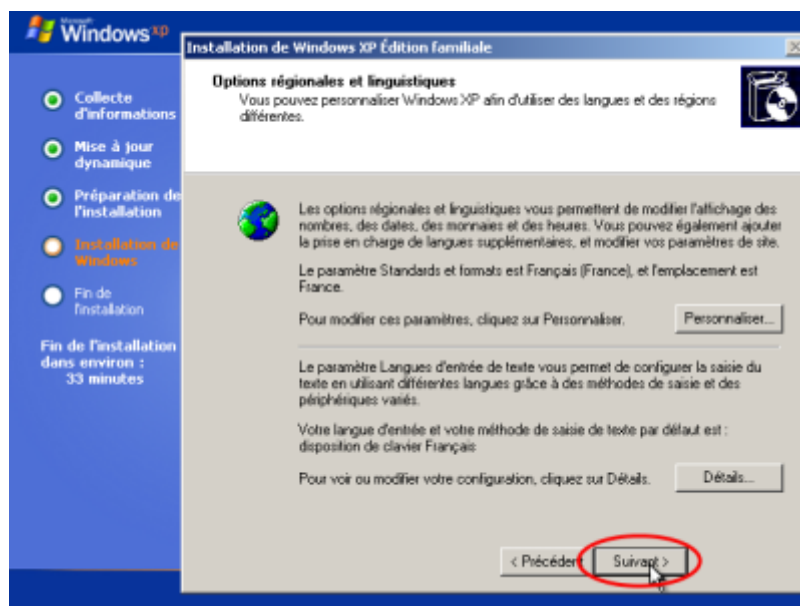 Microsoft
Windows xp
Installation de Windows XP Édition familiale
Options régionales et linguistiques
Vous pouvez personnaliser Windows XP afin d'utiliser des langues et des régions
différentes.
Collecte
d'informations
Mise à jour
dynamique
Préparation de
l'installation
Installation de
Windows
Fin de
l'installation
Fin de l'installation
dans environ :
33 minutes
Les options régionales et linguistiques vous permettent de modifier l'affichage des
nombres, des dates, des monnaies et des heures. Vous pouvez également ajouter
la prise en charge de langues supplémentaires, et modifier vos paramètres de site.
Le paramètre Standards et formats est Français (France), et l'emplacement est
France.
Pour modifier ces paramètres, cliquez sur Personnaliser.
Personnaliser...
Le paramètre Langues d'entrée de texte vous permet de configurer la saisie du
texte en utilisant différentes langues grâce à des méthodes de saisie et des
périphériques variés.
Votre langue d'entrée et votre méthode de saisie de texte par défaut est :
disposition de clavier Français
Pour voir ou modifier votre configuration, cliquez sur Détails.
Détails...
< Précédent
Suivant >